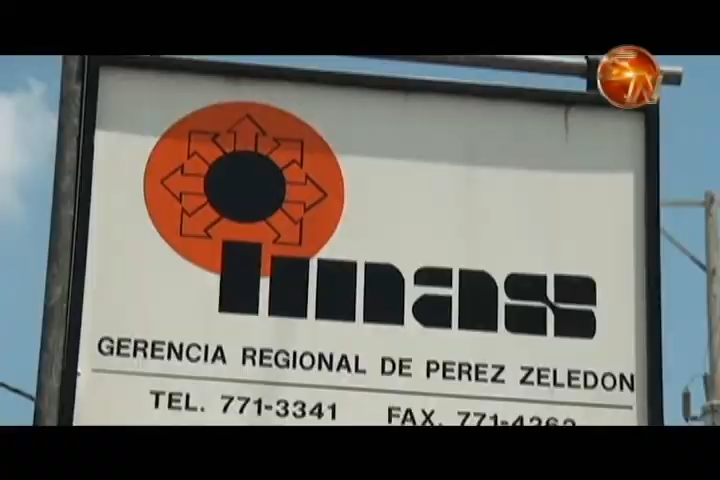 imas
GERENCIA REGIONAL DE PEREZ ZELEDON
TEL. 771-3341 FAX.